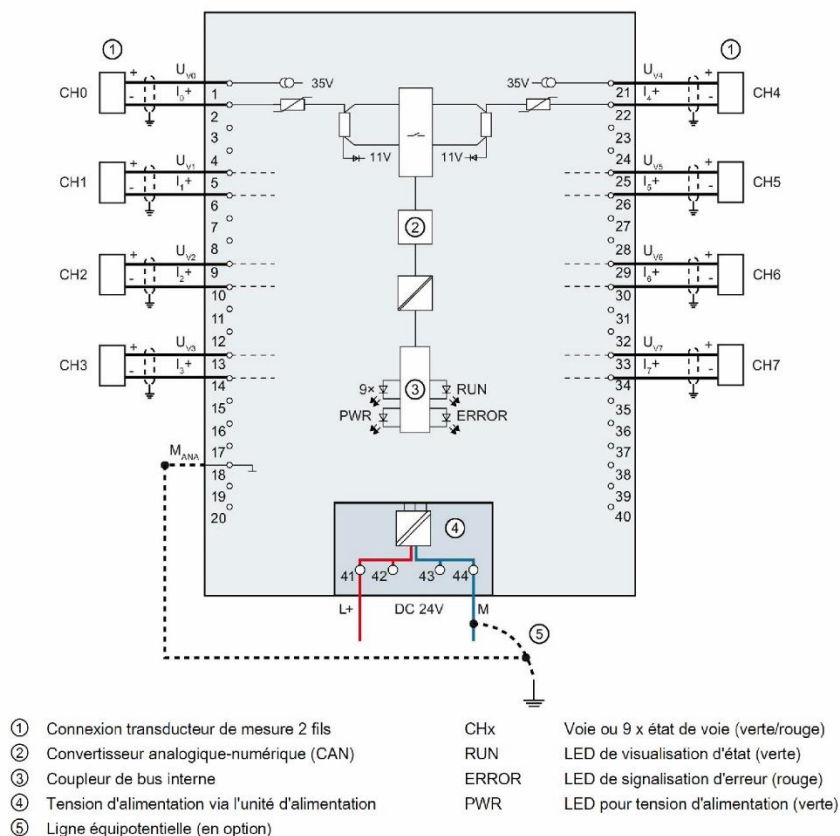 ① ①
CH0 + U_V0 1 35V 35V 21 U_V4 + CH4
- I_0+ 2 22 I_4+ -
3 23
11V 11V
4 24
CH1 + U_V1 5 25 U_V5 + CH5
- I_1+ 6 26 I_5+ -
7 27
②
8 28
CH2 + U_V2 9 29 U_V6 + CH6
- I_2+ 10 30 I_6+ -
11 31
12 32
CH3 + U_V3 13 33 U_V7 + CH7
- I_3+ 14 34 I_7+ -
9× ③ RUN
15 35
PWR ERROR
16 36
17 37
M_ANA 18 38
19 39
20 40
④
41 42 43 44
L+ DC 24V M
⑤
① Connexion transducteur de mesure 2 fils
② Convertisseur analogique-numérique (CAN)
③ Coupleur de bus interne
④ Tension d'alimentation via l'unité d'alimentation
⑤ Ligne équipotentielle (en option)
CHx Voie ou 9 x état de voie (verte/rouge)
RUN LED de visualisation d'état (verte)
ERROR LED de signalisation d'erreur (rouge)
PWR LED pour tension d'alimentation (verte)